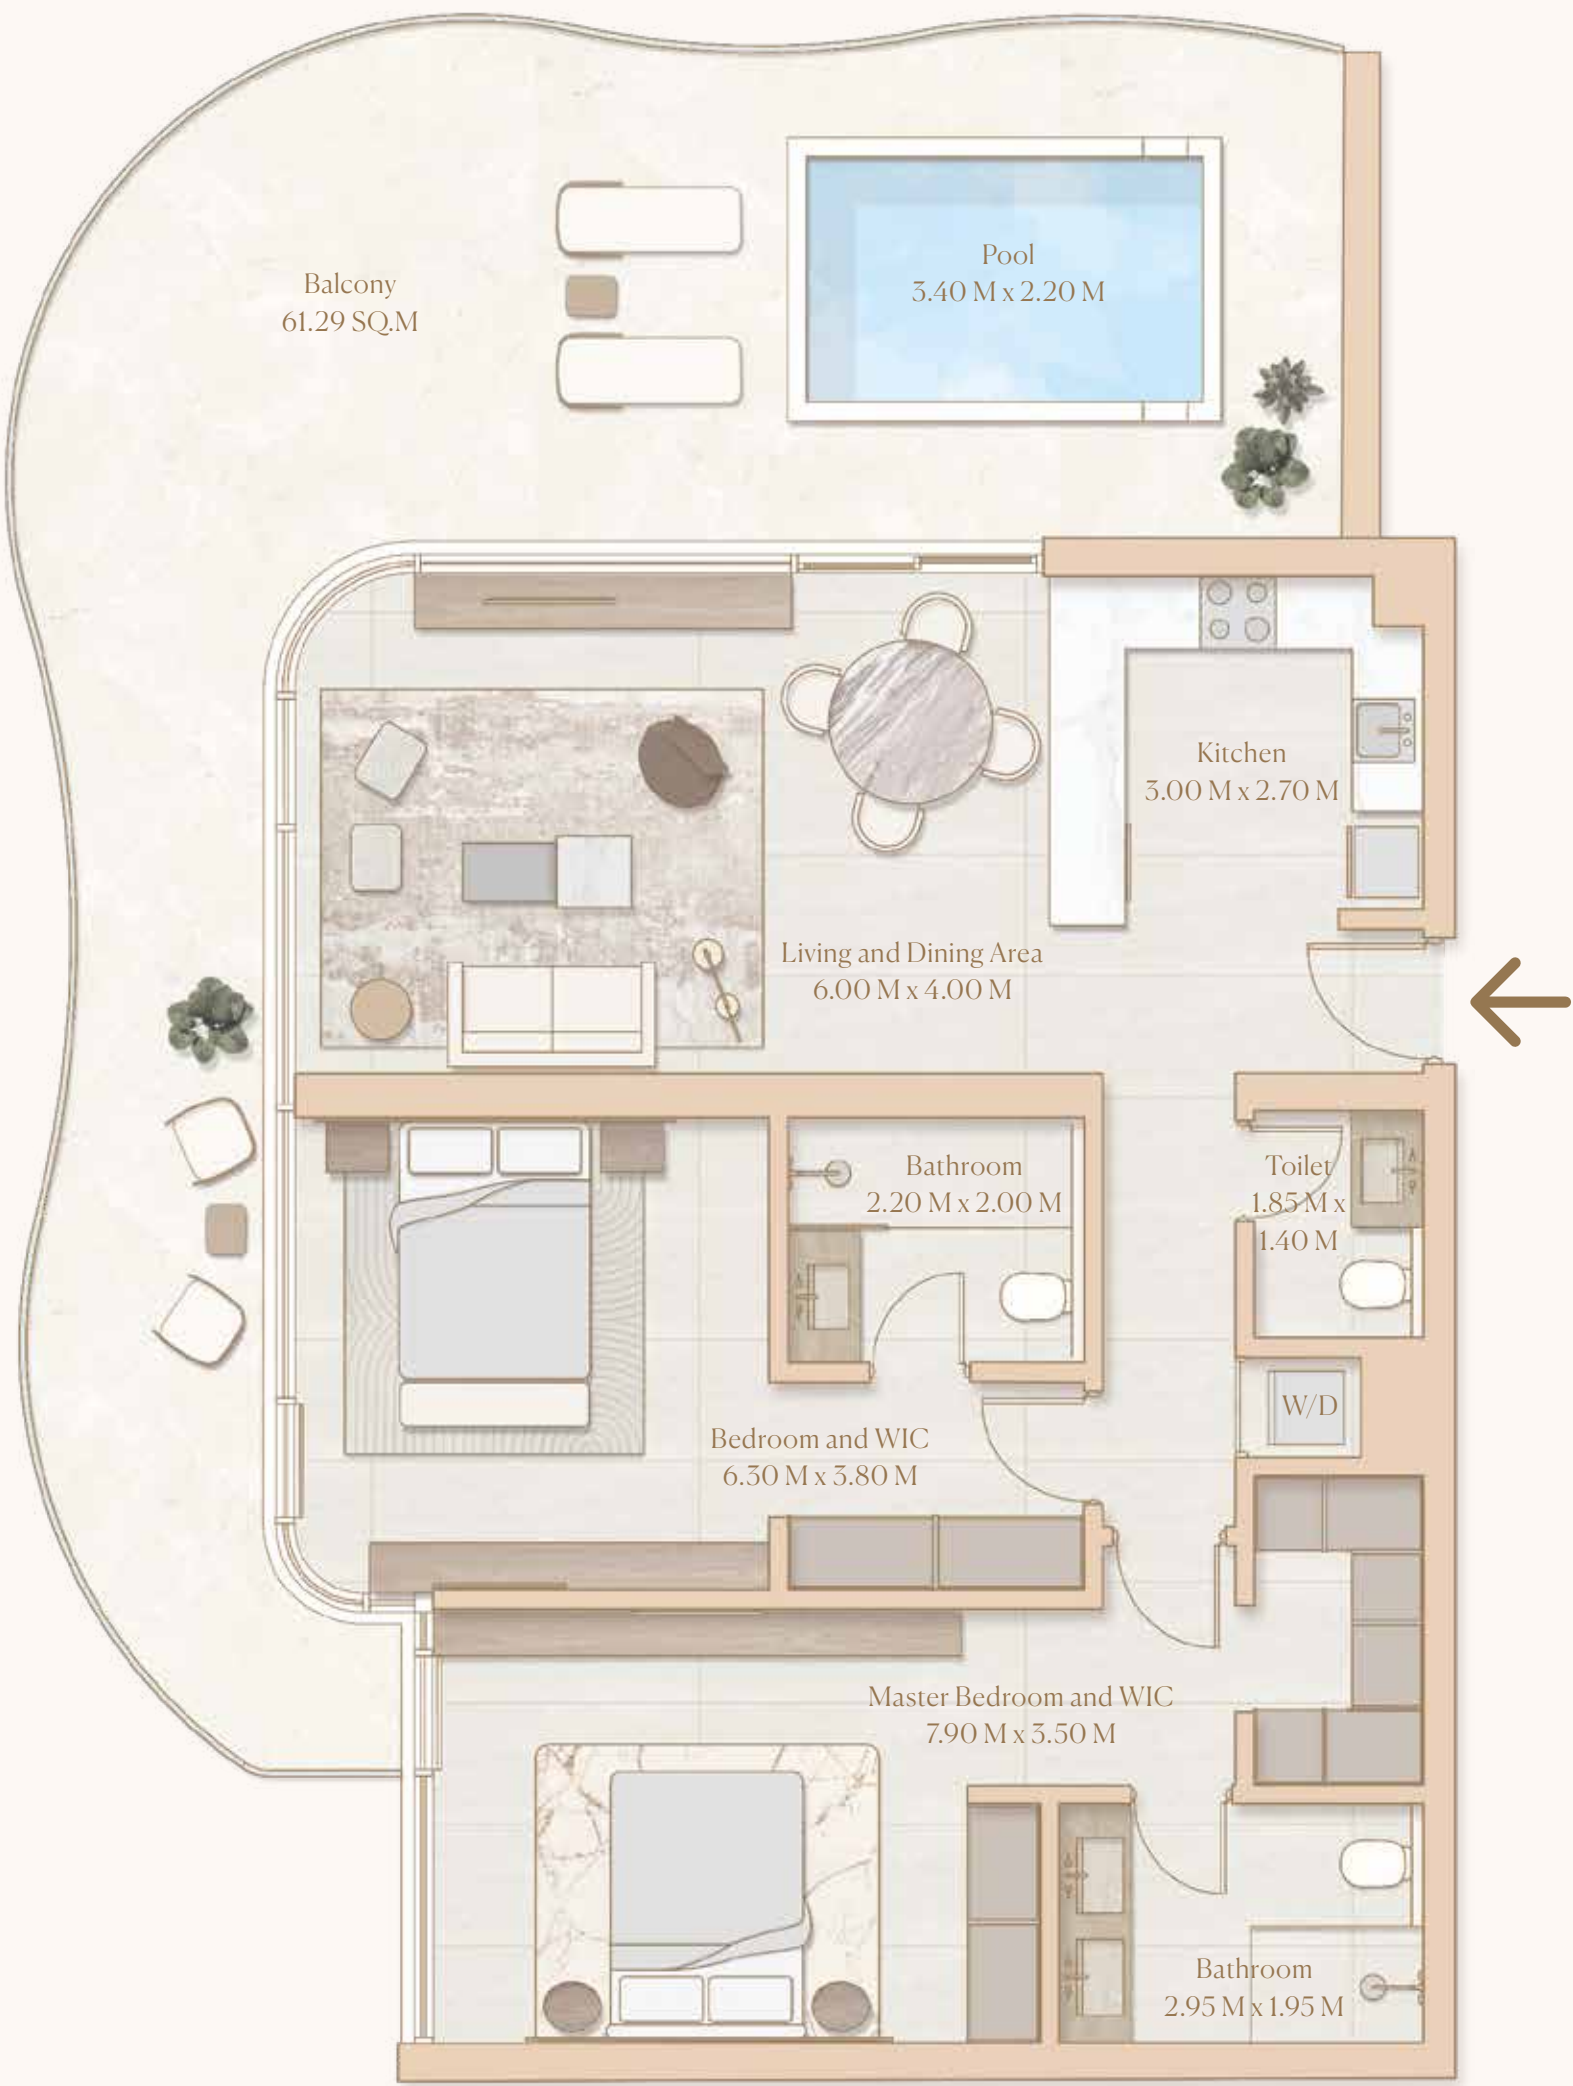 Pool
3.40 M x 2.20 M
Balcony
61.29 SQ.M
Kitchen
3.00 M x 2.70 M
Living and Dining Area
6.00 M x 4.00 M
Bathroom
2.20 M x 2.00 M
Toilet
1.85 M x
1.40 M
W/D
Bedroom and WIC
6.30 M x 3.80 M
Master Bedroom and WIC
7.90 M x 3.50 M
Bathroom
2.95 M x 1.95 M